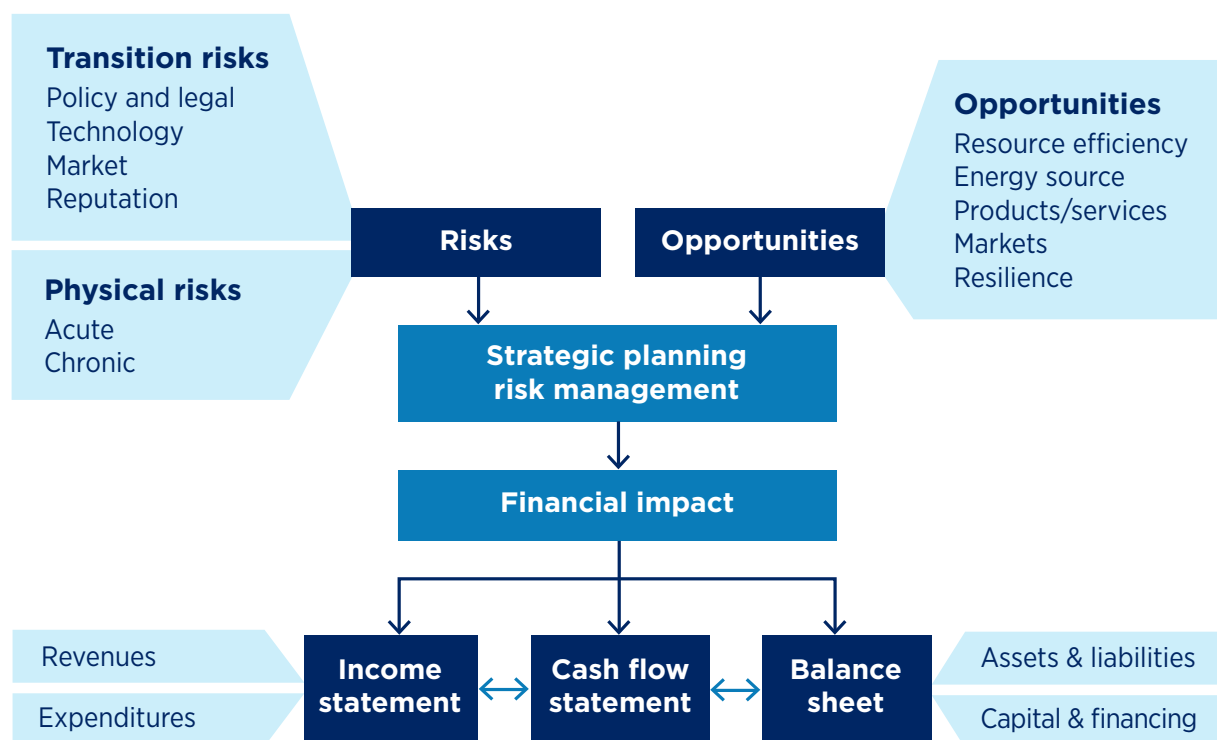 Transition risks
Policy and legal
Technology
Market
Reputation
Physical risks
Acute
Chronic
Risks
Opportunities
Opportunities
Resource efficiency
Energy source
Products/services
Markets
Resilience
Strategic planning
risk management
Financial impact
Revenues
Expenditures
Income
statement
Cash flow
statement
Balance
sheet
Assets & liabilities
Capital & financing